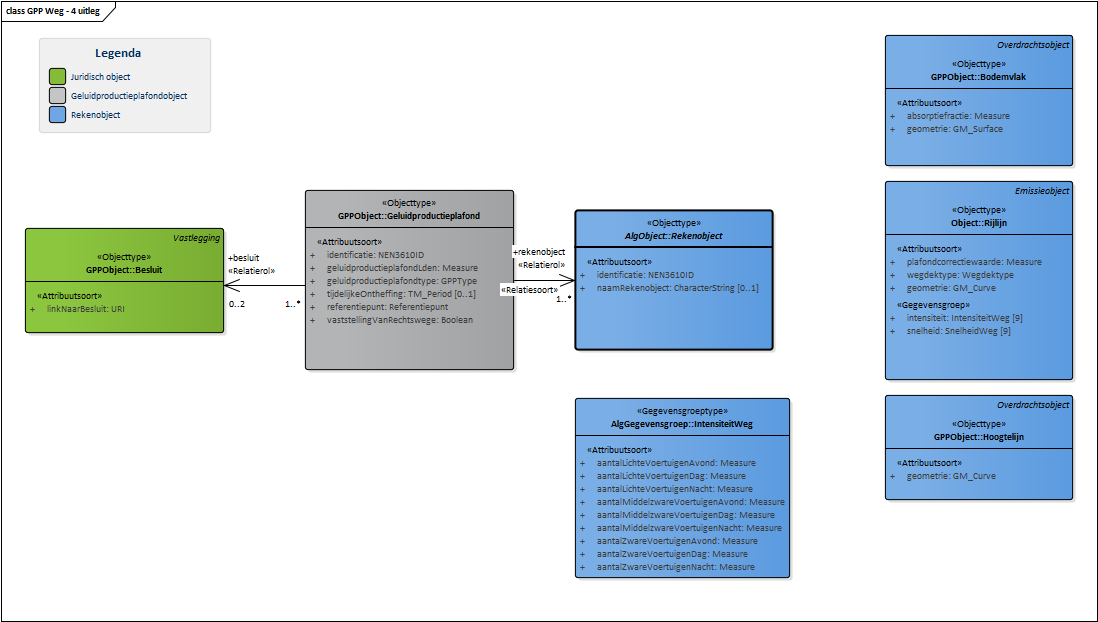 class GPP Weg - 4 uitleg
Legenda
Juridisch object
Geluidproductieplafondobject
Rekenobject
Vastlegging
«Objecttype»
GPPObject::Besluit
«Attribuutsoort»
+ linkNaarBesluit: URI
+besluit
«Relatierol»
0..2
1..*
«Objecttype»
GPPObject::Geluidproductieplafond
«Attribuutsoort»
+ identificatie: NEN3610ID
+ geluidproductieplafondLden: Measure
+ geluidproductieplafondtype: GPPType
+ tijdelijkeOntheffing: TM_Period [0..1]
+ referentiepunt: Referentiepunt
+ vaststellingVanRechtswege: Boolean
+rekenobject
«Relatierol»
«Relatiesoort»
1..*
«Objecttype»
AlgObject::Rekenobject
«Attribuutsoort»
+ identificatie: NEN3610ID
+ naamRekenobject: CharacterString [0..1]
«Gegevensgroeptype»
AlgGegevensgroep::IntensiteitWeg
«Attribuutsoort»
+ aantalLichteVoertuigenAvond: Measure
+ aantalLichteVoertuigenDag: Measure
+ aantalLichteVoertuigenNacht: Measure
+ aantalMiddelzwareVoertuigenAvond: Measure
+ aantalMiddelzwareVoertuigenDag: Measure
+ aantalMiddelzwareVoertuigenNacht: Measure
+ aantalZwareVoertuigenAvond: Measure
+ aantalZwareVoertuigenDag: Measure
+ aantalZwareVoertuigenNacht: Measure
Overdrachtsobject
«Objecttype»
GPPObject::Bodemvlak
«Attribuutsoort»
+ absorptiefractie: Measure
+ geometrie: GM_Surface
Emissieobject
«Objecttype»
Object::Rijlijn
«Attribuutsoort»
+ plafondcorrectiewaarde: Measure
+ wegdektype: Wegdektype
+ geometrie: GM_Curve
«Gegevensgroep»
+ intensiteit: IntensiteitWeg [9]
+ snelheid: SnelheidWeg [9]
Overdrachtsobject
«Objecttype»
GPPObject::Hoogtelijn
«Attribuutsoort»
+ geometrie: GM_Curve